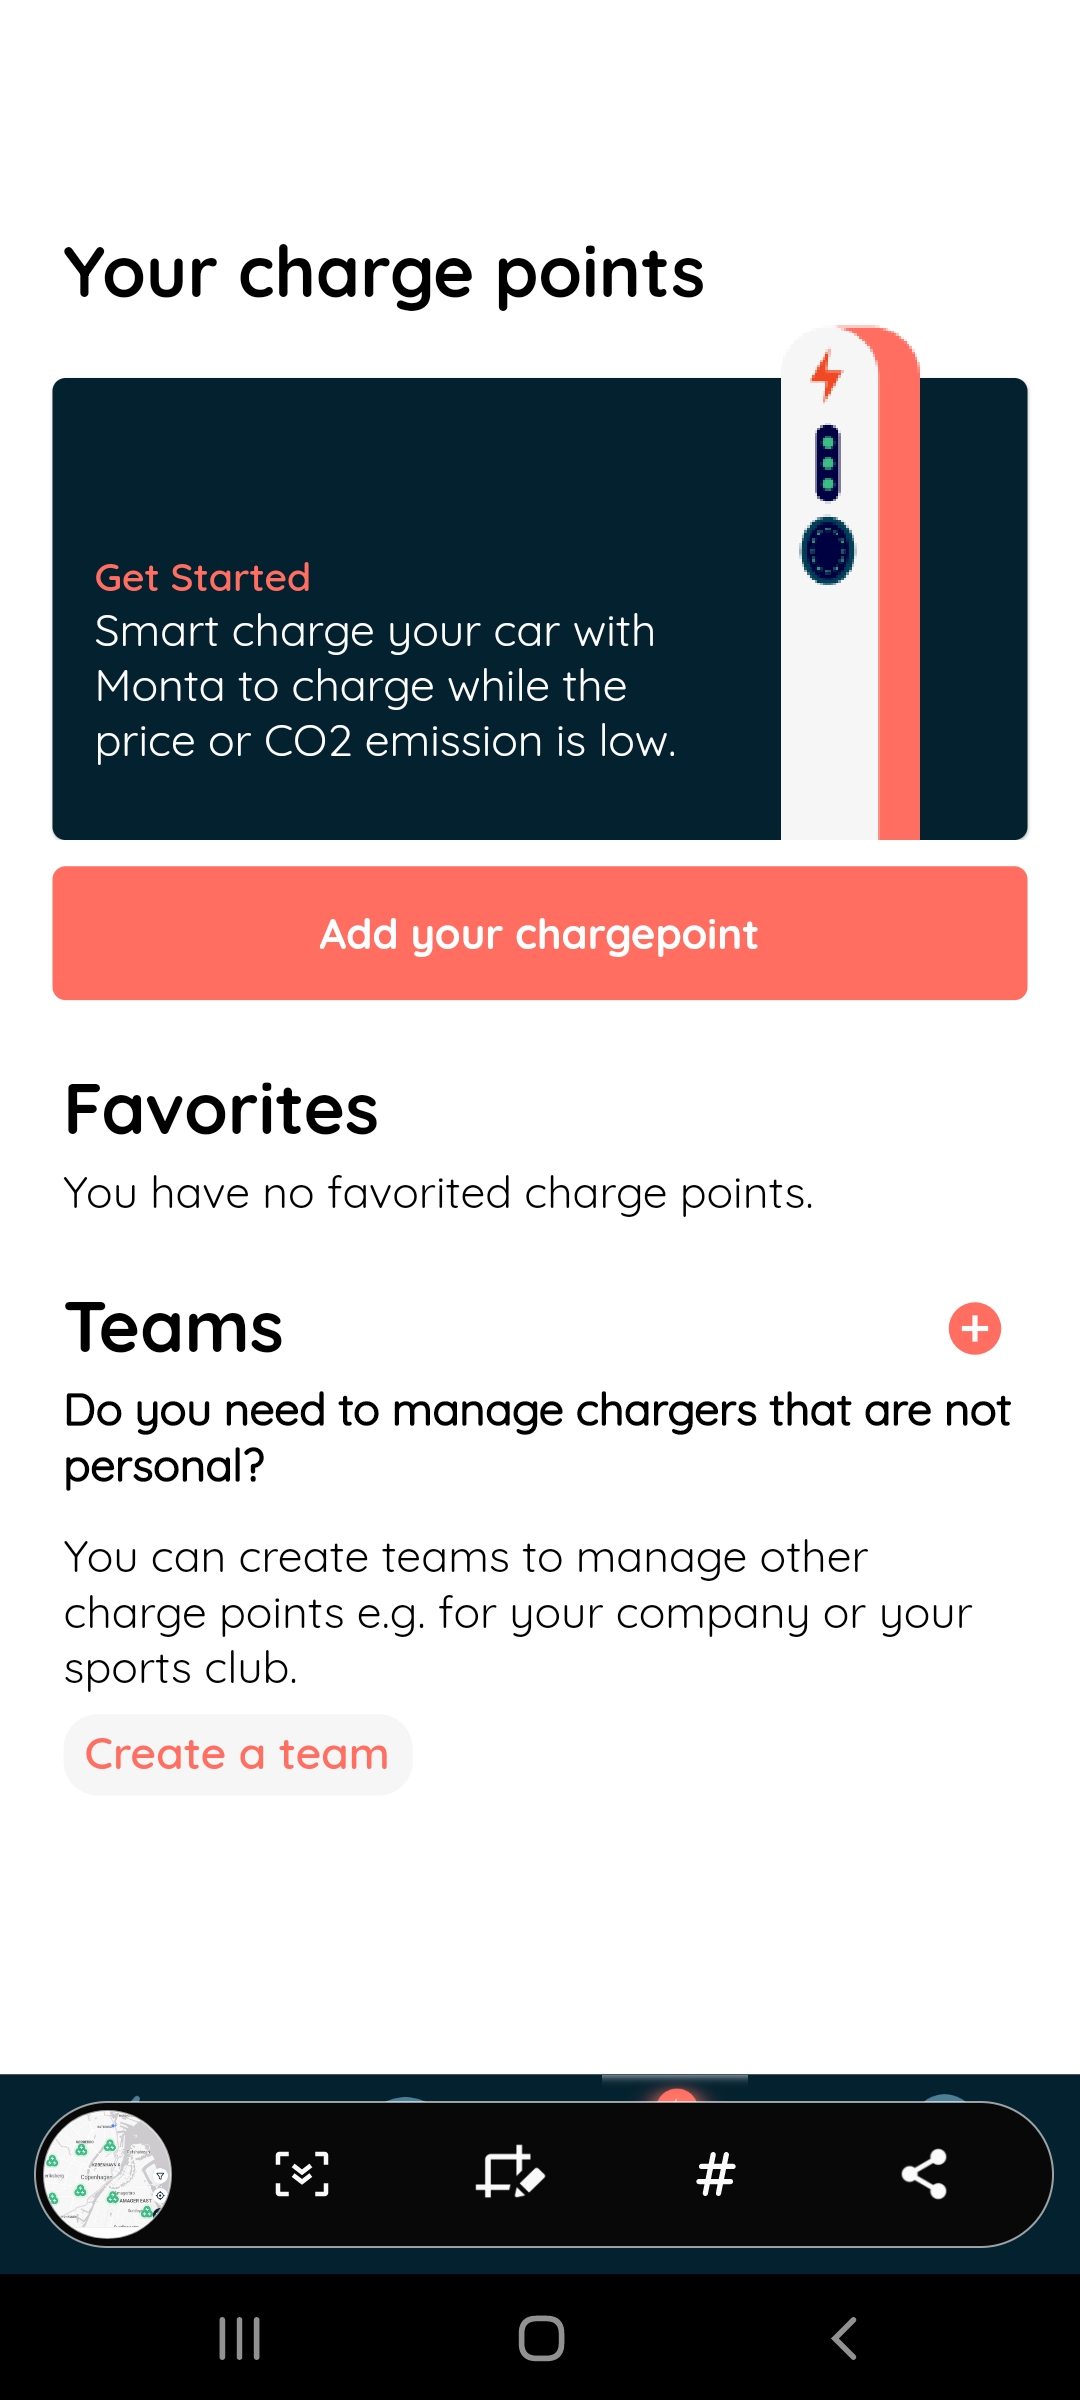 Your charge points
Get Started
Smart charge your car with
Monta to charge while the
price or CO2 emission is low.
Add your chargepoint
Favorites
You have no favorited charge points.
Teams
Do you need to manage chargers that are not
personal?
You can create teams to manage other
charge points e.g. for your company or your
sports club.
Create a team
#
Copenhagen